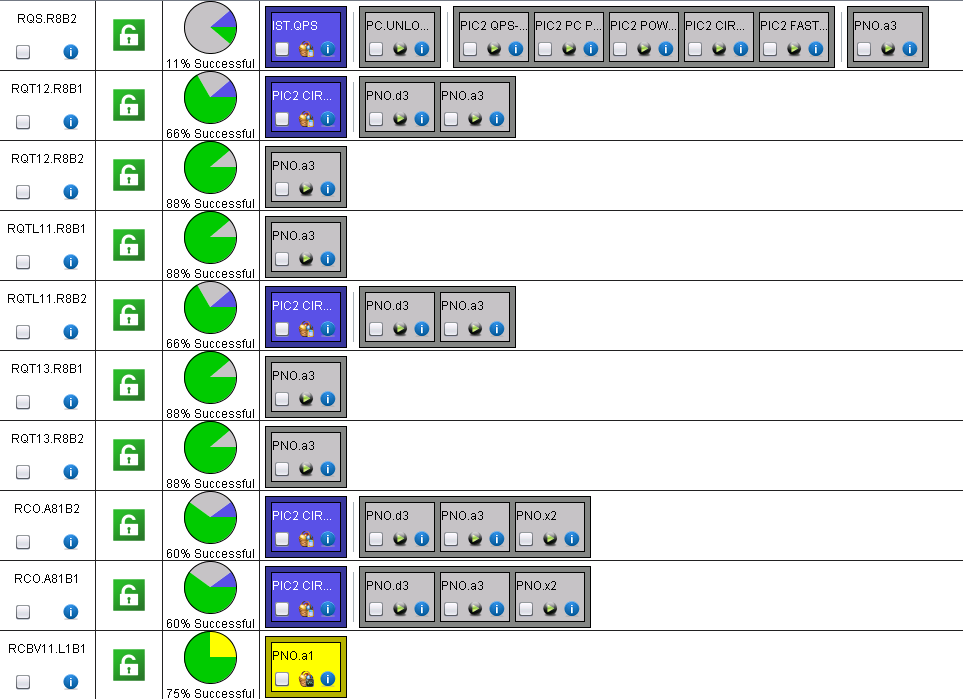 RQS.R8B2
11% Successful
IST.QPS PC.UNLO... PIC2 QPS-... PIC2 PC P... PIC2 POW... PIC2 CIR... PIC2 FAST... PNO.a3
RQT12.R8B1
66% Successful
PIC2 CIR... PNO.d3 PNO.a3
RQT12.R8B2
88% Successful
PNO.a3
RQTL11.R8B1
88% Successful
PNO.a3
RQTL11.R8B2
66% Successful
PIC2 CIR... PNO.d3 PNO.a3
RQT13.R8B1
88% Successful
PNO.a3
RQT13.R8B2
88% Successful
PNO.a3
RCO.A81B2
60% Successful
PIC2 CIR... PNO.d3 PNO.a3 PNO.x2
RCO.A81B1
60% Successful
PIC2 CIR... PNO.d3 PNO.a3 PNO.x2
RCBV11.L1B1
75% Successful
PNO.a1